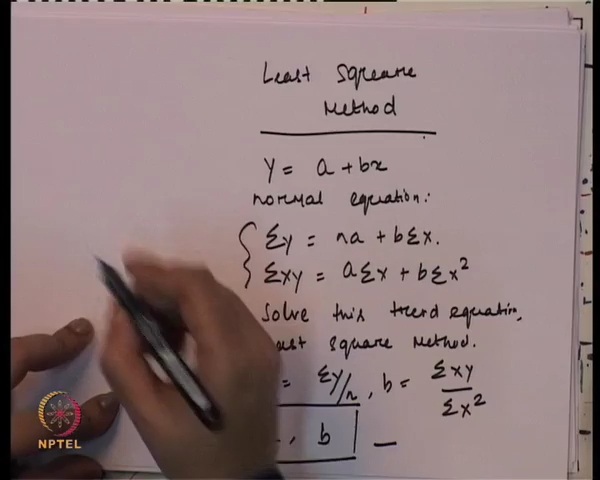 Least Square
Method
Y = a + bx
normal equation:
Σy = na + bΣx.
Σxy = aΣx + bΣx²
Solve this trend equation,
Square Method.
= Σy/n, b = Σxy/Σx²
, b
NPTEL